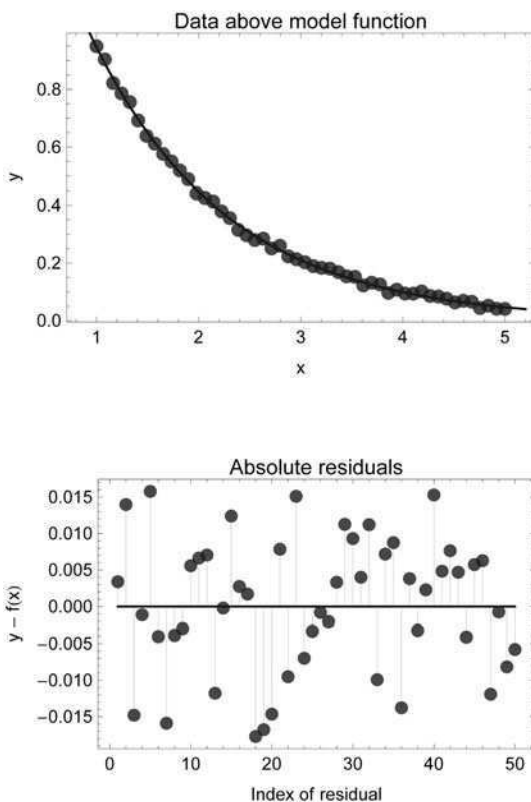 Data above model function
0.8
0.6
y
0.4
0.2
0.0
1 2 3 4 5
x
Absolute residuals
0.015
0.010
0.005
y − f(x)
0.000
−0.005
−0.010
−0.015
0 10 20 30 40 50
Index of residual